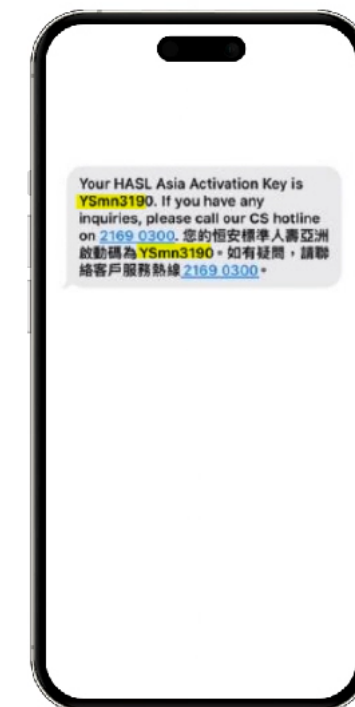 Your HASL Asia Activation Key is
YSmn3190. If you have any
inquiries, please call our CS hotline
on 2169 0300. 您的恒安標準人壽亞洲
啟動碼為 YSmn3190。如有疑問，請聯
絡客戶服務熱線 2169 0300。